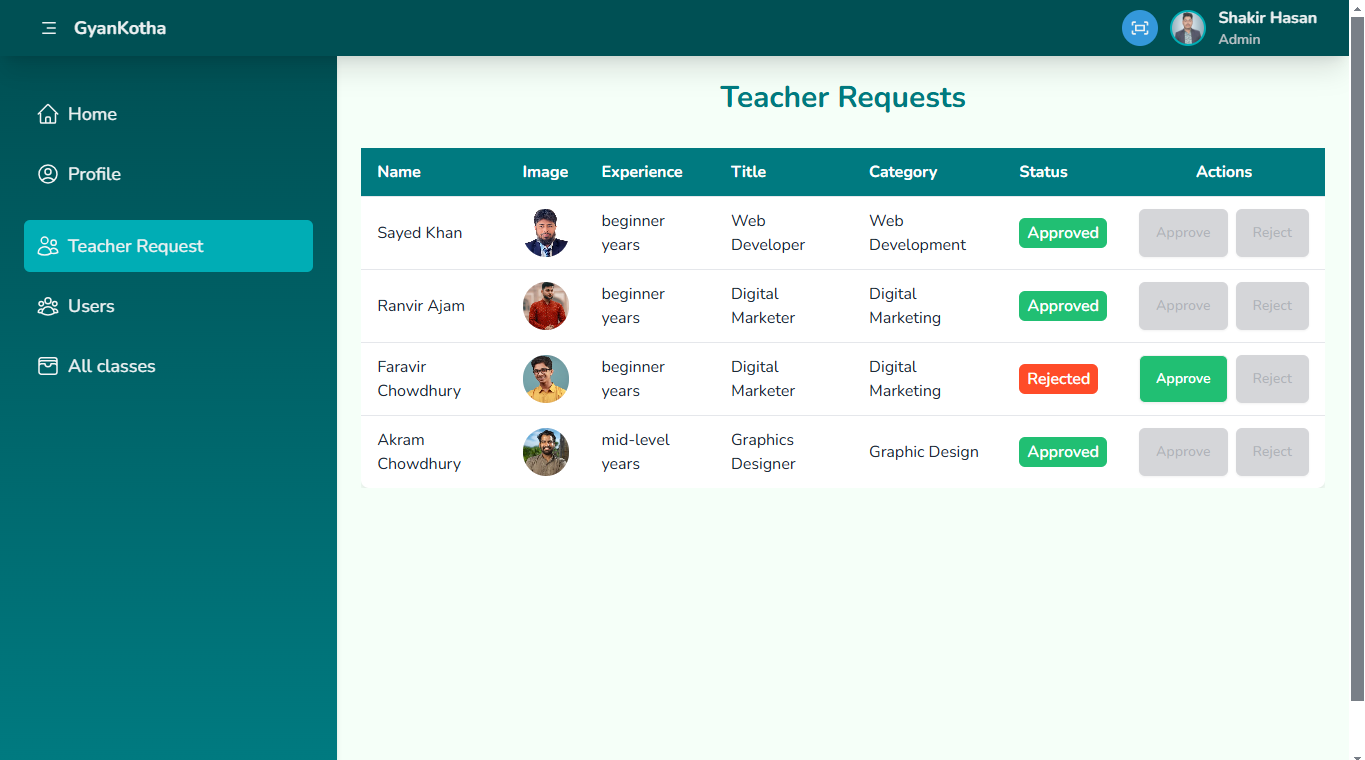 GyanKotha
Shakir Hasan
Admin
Home
Profile
Teacher Request
Users
All classes
Teacher Requests
Name Image Experience Title Category Status Actions
Sayed Khan beginner years Web Developer Web Development Approved Approve Reject
Ranvir Ajam beginner years Digital Marketer Digital Marketing Approved Approve Reject
Faravir Chowdhury beginner years Digital Marketer Digital Marketing Rejected Approve Reject
Akram Chowdhury mid-level years Graphics Designer Graphic Design Approved Approve Reject